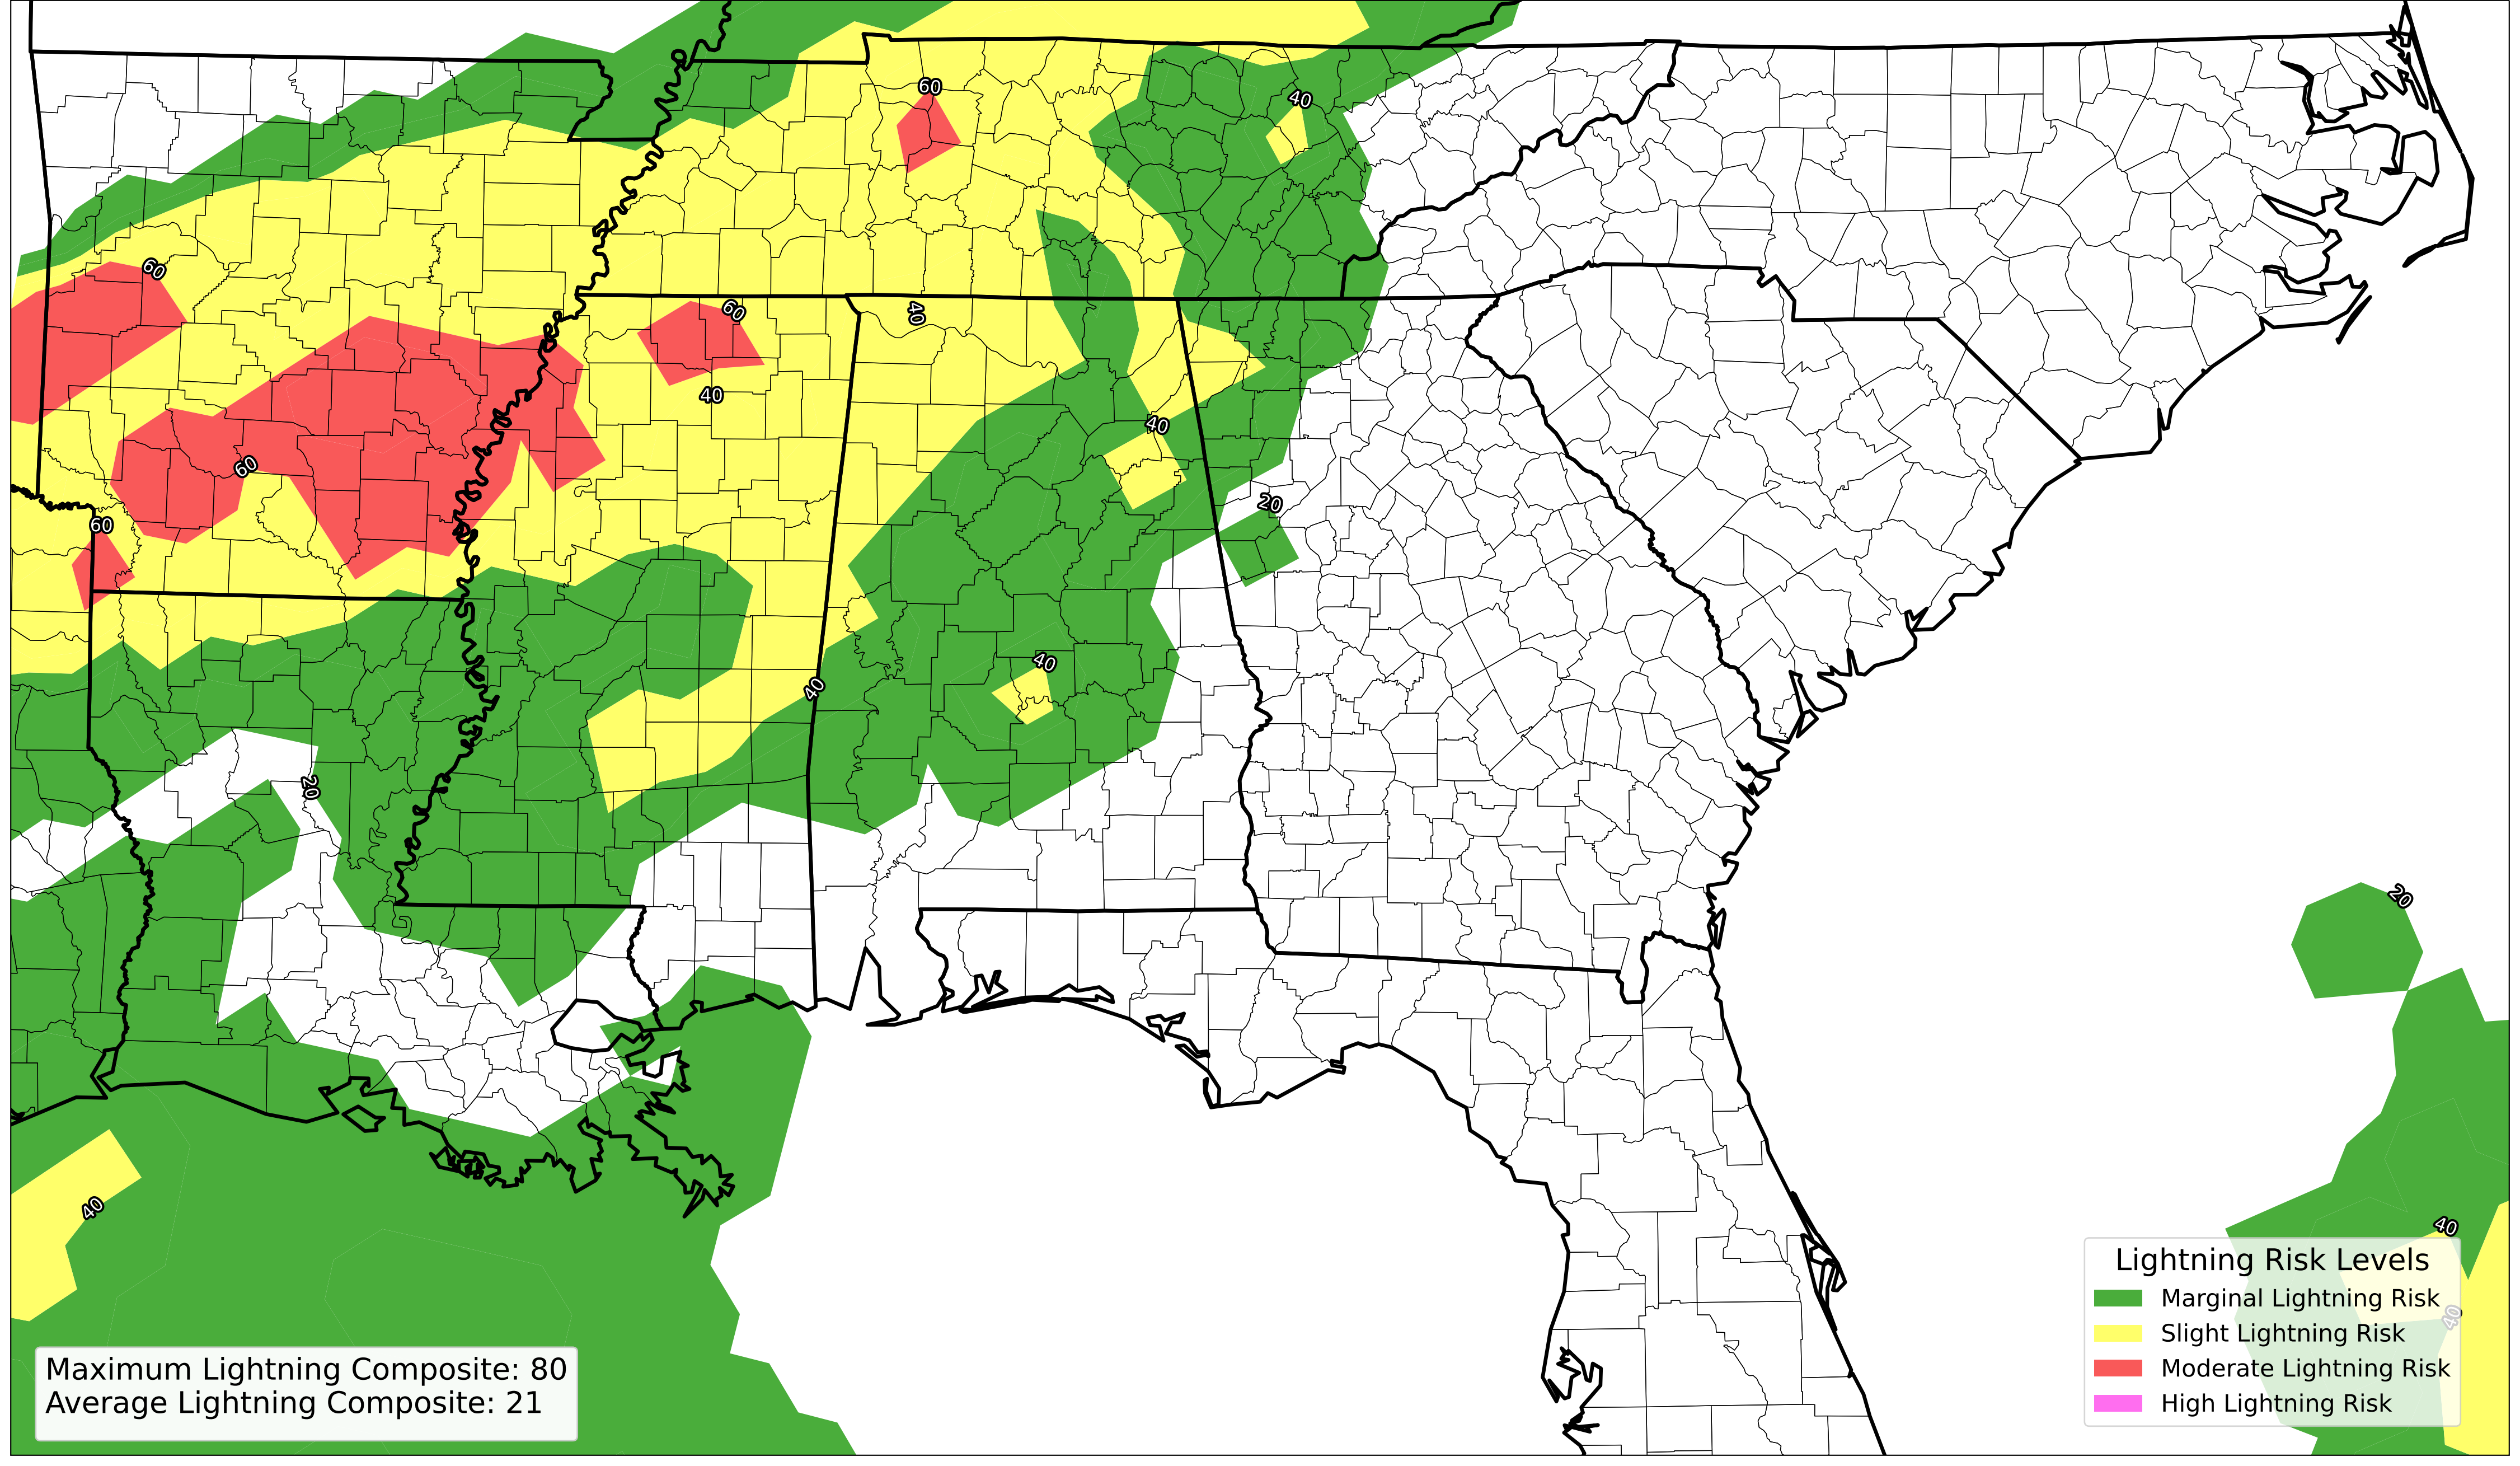 60
40
60
60
40
40
40
60
20
60
40
40
20
20
40
40
40
Lightning Risk Levels
Marginal Lightning Risk
Slight Lightning Risk
Moderate Lightning Risk
High Lightning Risk
Maximum Lightning Composite: 80
Average Lightning Composite: 21